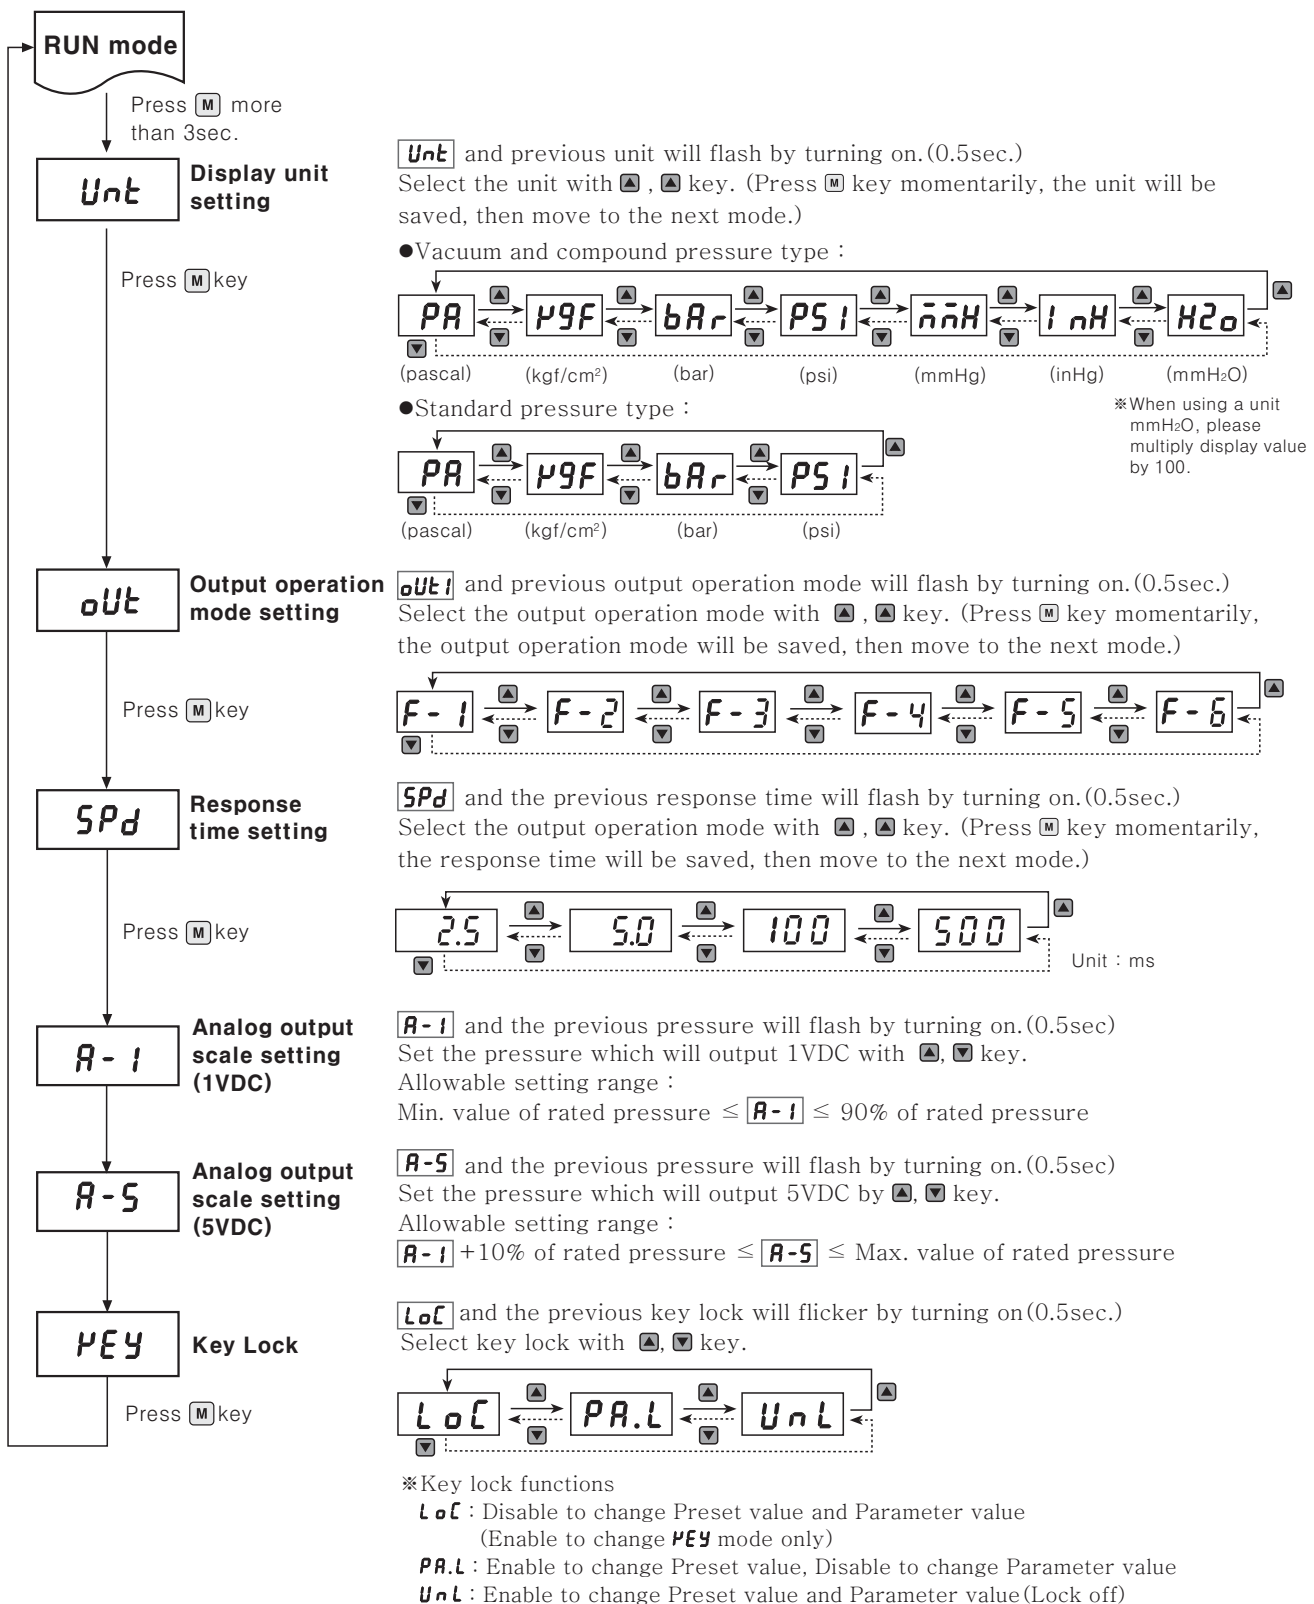 RUN mode
Press M more
than 3sec.
Unt
Display unit
setting
Unt and previous unit will flash by turning on.(0.5sec.)
Select the unit with ▲ , ▲ key. (Press M key momentarily, the unit will be
saved, then move to the next mode.)
Press M key
●Vacuum and compound pressure type :
▲ ▲ ▲ ▲ ▲ ▲ ▲
PA KgF bAr PSI mmH InH H2o
▼ ▼ ▼ ▼ ▼ ▼ ▼
(pascal) (kgf/cm²) (bar) (psi) (mmHg) (inHg) (mmH₂O)
※When using a unit
mmH₂O, please
multiply display value
by 100.
●Standard pressure type :
▲ ▲ ▲ ▲
PA KgF bAr PSI
▼ ▼ ▼ ▼
(pascal) (kgf/cm²) (bar) (psi)
oUt
Output operation
mode setting
oUt1 and previous output operation mode will flash by turning on.(0.5sec.)
Select the output operation mode with ▲ , ▲ key. (Press M key momentarily,
the output operation mode will be saved, then move to the next mode.)
Press M key
▲ ▲ ▲ ▲ ▲ ▲
F-1 F-2 F-3 F-4 F-5 F-6
▼ ▼ ▼ ▼ ▼ ▼
SPd
Response
time setting
SPd and the previous response time will flash by turning on.(0.5sec.)
Select the output operation mode with ▲ , ▲ key. (Press M key momentarily,
the response time will be saved, then move to the next mode.)
Press M key
▲ ▲ ▲ ▲
2.5 5.0 100 500
▼ ▼ ▼ ▼
Unit : ms
A-1
Analog output
scale setting
(1VDC)
A-1 and the previous pressure will flash by turning on.(0.5sec)
Set the pressure which will output 1VDC with ▲, ▼ key.
Allowable setting range :
Min. value of rated pressure ≤ A-1 ≤ 90% of rated pressure
A-5
Analog output
scale setting
(5VDC)
A-5 and the previous pressure will flash by turning on.(0.5sec)
Set the pressure which will output 5VDC by ▲, ▼ key.
Allowable setting range :
A-1 +10% of rated pressure ≤ A-5 ≤ Max. value of rated pressure
KEY
Key Lock
LoC and the previous key lock will flicker by turning on(0.5sec.)
Select key lock with ▲, ▼ key.
Press M key
▲ ▲ ▲
LoC PA.L UnL
▼ ▼ ▼
※Key lock functions
LoC : Disable to change Preset value and Parameter value
(Enable to change KEY mode only)
PA.L : Enable to change Preset value, Disable to change Parameter value
UnL : Enable to change Preset value and Parameter value(Lock off)